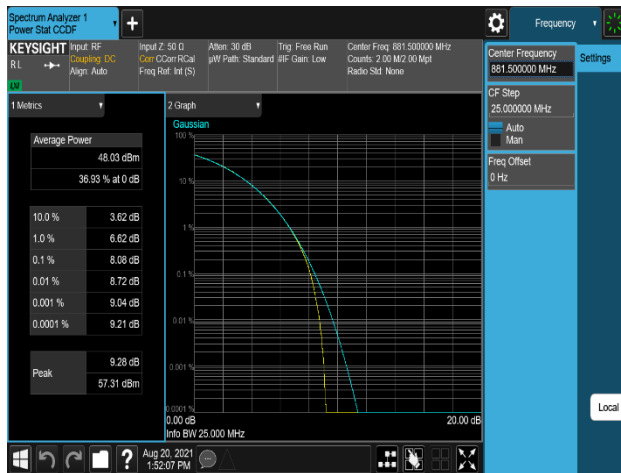 Spectrum Analyzer 1
Power Stat CCDF
Frequency
KEYSIGHT
Input: RF
Coupling: DC
Align: Auto
Input Z: 50 Ω
Corr CCorr RCal
Freq Ref: Int (S)
Atten: 30 dB
µW Path: Standard
Trig: Free Run
#IF Gain: Low
Center Freq: 881.500000 MHz
Counts: 2.00 M/2.00 Mpt
Radio Std: None
R L
Center Frequency
881.500000 MHz
Settings
CF Step
25.000000 MHz
Auto
Man
Freq Offset
0 Hz
1 Metrics
Average Power
48.03 dBm
36.93 % at 0 dB
10.0 % 3.62 dB
1.0 % 6.62 dB
0.1 % 8.08 dB
0.01 % 8.72 dB
0.001 % 9.04 dB
0.0001 % 9.21 dB
Peak
9.28 dB
57.31 dBm
2 Graph
Gaussian
100 %
10 %
1 %
0.1 %
0.01 %
0.001 %
0.0001 %
0.00 dB
20.00 dB
Info BW 25.000 MHz
Local
?
Aug 20, 2021
1:52:07 PM